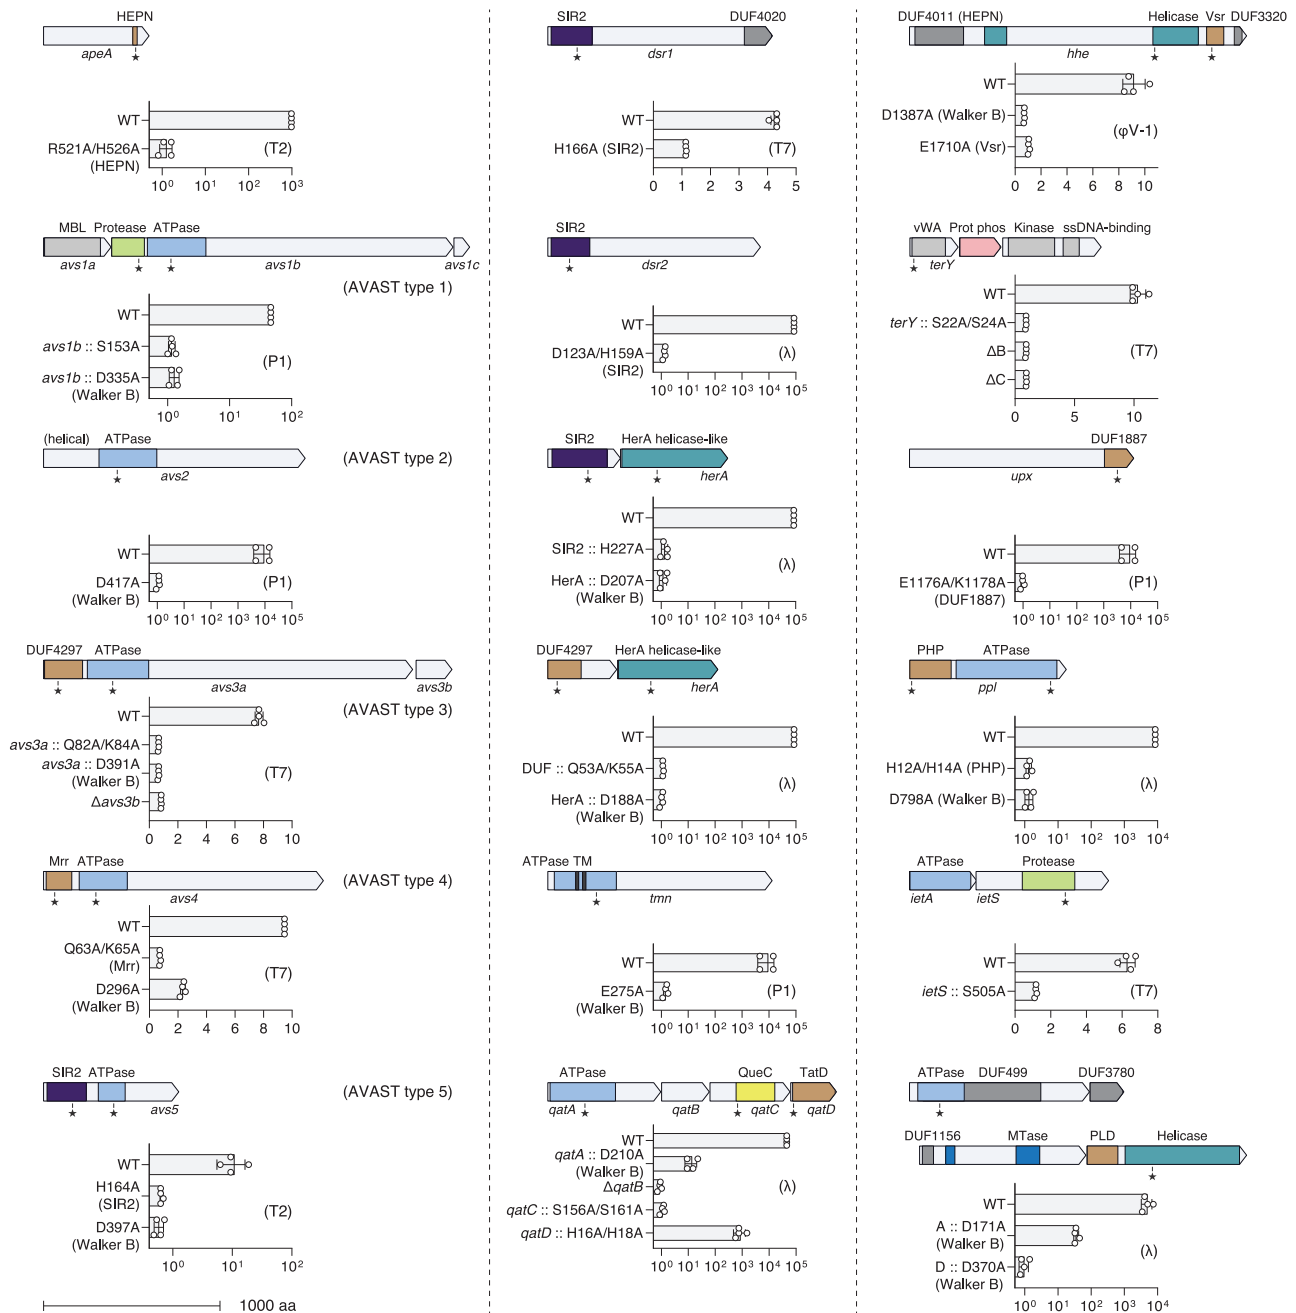 HEPN
apeA
★
WT
R521A/H526A
(HEPN)
(T2)
10⁰ 10¹ 10² 10³
MBL Protease ATPase
avs1a avs1b avs1c
★ ★
(AVAST type 1)
WT
avs1b :: S153A
(P1)
avs1b :: D335A
(Walker B)
10⁰ 10¹ 10²
(helical) ATPase
(AVAST type 2)
★ avs2
WT
D417A
(Walker B)
(P1)
10⁰ 10¹ 10² 10³ 10⁴ 10⁵
DUF4297 ATPase
★ ★ avs3a avs3b
(AVAST type 3)
WT
avs3a :: Q82A/K84A
avs3a :: D391A
(Walker B)
(T7)
Δavs3b
0 2 4 6 8 10
Mrr ATPase
(AVAST type 4)
★ ★ avs4
WT
Q63A/K65A
(Mrr)
(T7)
D296A
(Walker B)
0 2 4 6 8 10
SIR2 ATPase
(AVAST type 5)
★ ★ avs5
WT
H164A
(SIR2)
(T2)
D397A
(Walker B)
10⁰ 10¹ 10²
1000 aa
SIR2 DUF4020
★ dsr1
WT
H166A (SIR2)
(T7)
0 1 2 3 4 5
SIR2
★ dsr2
WT
D123A/H159A
(SIR2)
(λ)
10⁰ 10¹ 10² 10³ 10⁴ 10⁵
SIR2 HerA helicase-like
★ ★ herA
WT
SIR2 :: H227A
(λ)
HerA :: D207A
(Walker B)
10⁰ 10¹ 10² 10³ 10⁴ 10⁵
DUF4297 HerA helicase-like
★ ★ herA
WT
DUF :: Q53A/K55A
(λ)
HerA :: D188A
(Walker B)
10⁰ 10¹ 10² 10³ 10⁴ 10⁵
ATPase TM
★ tmn
WT
E275A
(Walker B)
(P1)
10⁰ 10¹ 10² 10³ 10⁴ 10⁵
ATPase QueC TatD
qatA ★ qatB ★ qatC ★ qatD
WT
qatA :: D210A
(Walker B)
ΔqatB
(λ)
qatC :: S156A/S161A
qatD :: H16A/H18A
10⁰ 10¹ 10² 10³ 10⁴ 10⁵
DUF4011 (HEPN) Helicase Vsr DUF3320
hhe ★ ★
WT
D1387A (Walker B)
(φV-1)
E1710A (Vsr)
0 2 4 6 8 10
vWA Prot phos Kinase ssDNA-binding
★ terY
WT
terY :: S22A/S24A
ΔB
(T7)
ΔC
0 5 10
DUF1887
upx ★
WT
E1176A/K1178A
(DUF1887)
(P1)
10⁰ 10¹ 10² 10³ 10⁴ 10⁵
PHP ATPase
★ ppl ★
WT
H12A/H14A (PHP)
(λ)
D798A (Walker B)
10⁰ 10¹ 10² 10³ 10⁴
ATPase Protease
ietA ietS ★
WT
ietS :: S505A
(T7)
0 2 4 6 8
ATPase DUF499 DUF3780
★
DUF1156 MTase PLD Helicase
★
WT
A :: D171A
(Walker B)
(λ)
D :: D370A
(Walker B)
10⁰ 10¹ 10² 10³ 10⁴